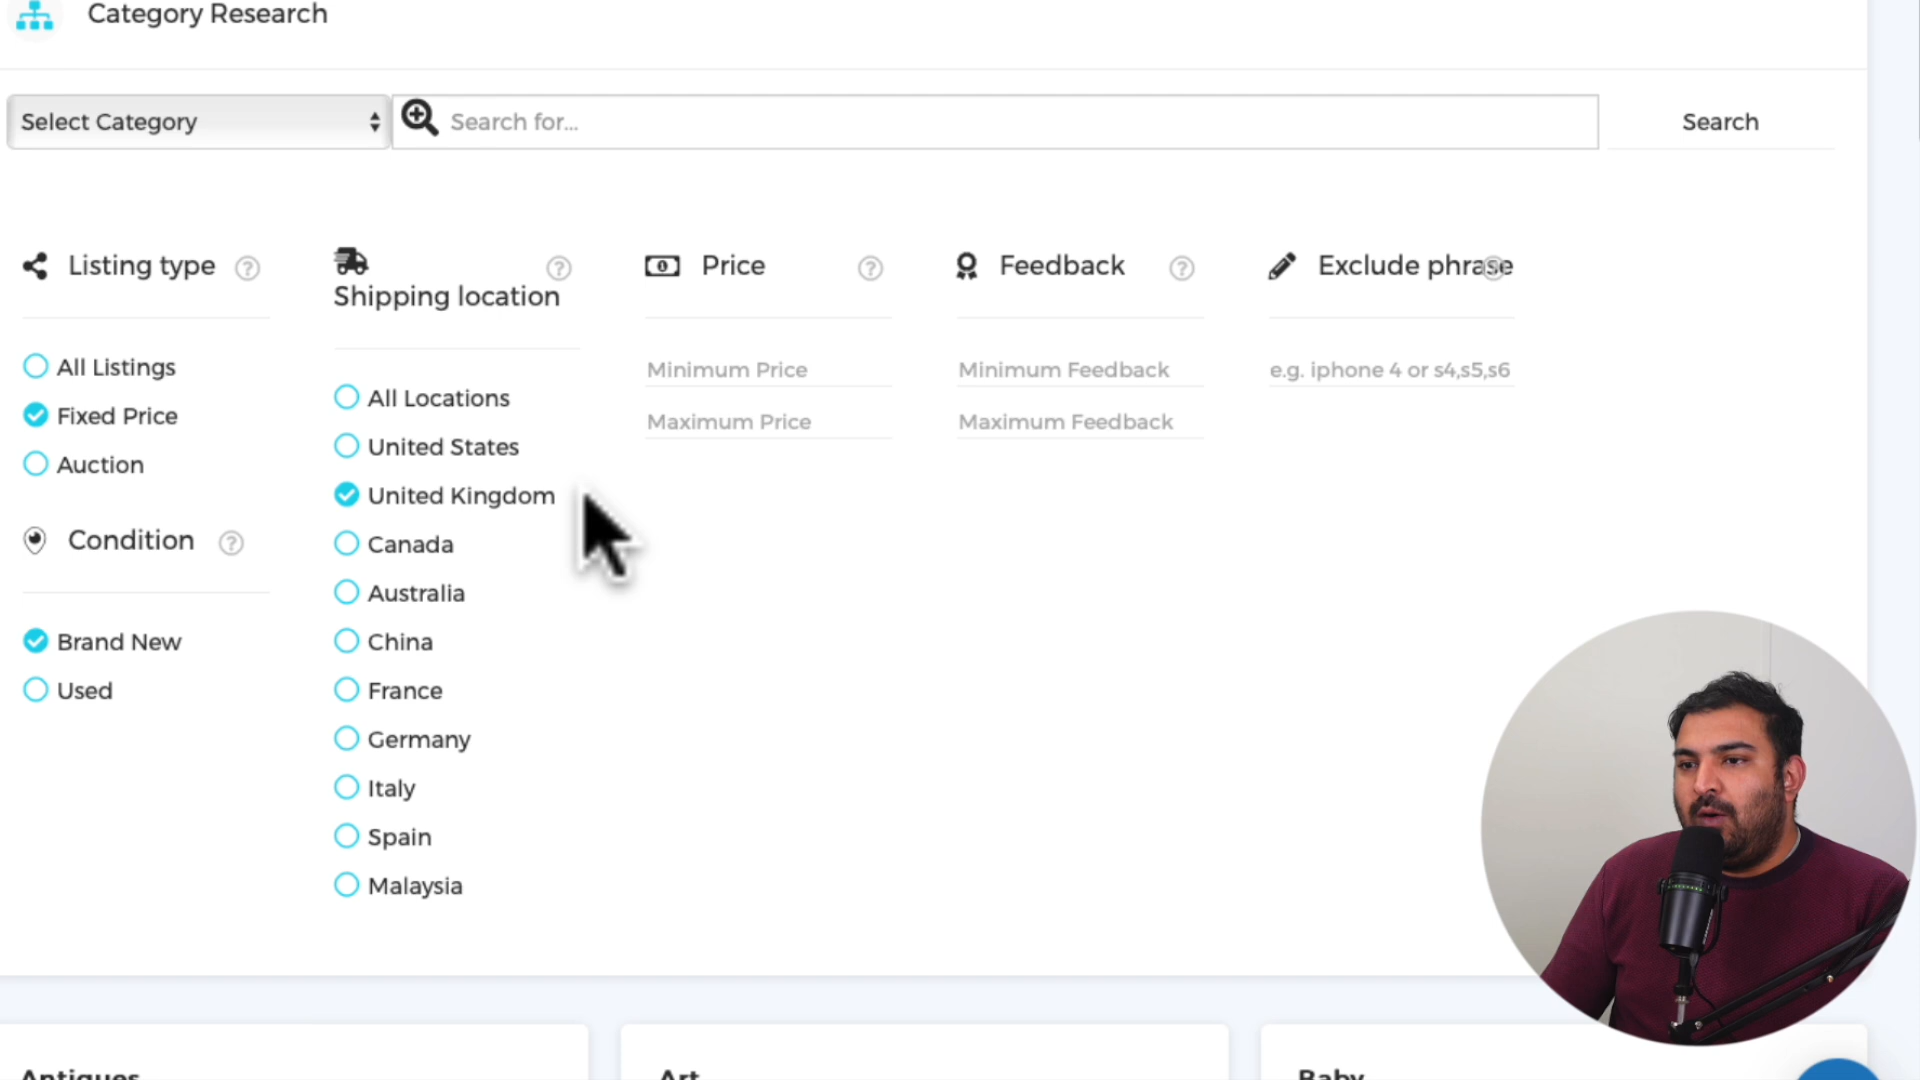 Category Research
Select Category
Search for...
Search
Listing type
All Listings
Fixed Price
Auction
Condition
Brand New
Used
Shipping location
All Locations
United States
United Kingdom
Canada
Australia
China
France
Germany
Italy
Spain
Malaysia
Price
Minimum Price
Maximum Price
Feedback
Minimum Feedback
Maximum Feedback
Exclude phrase
e.g. iphone 4 or s4,s5,s6
Antiques
Art
Baby